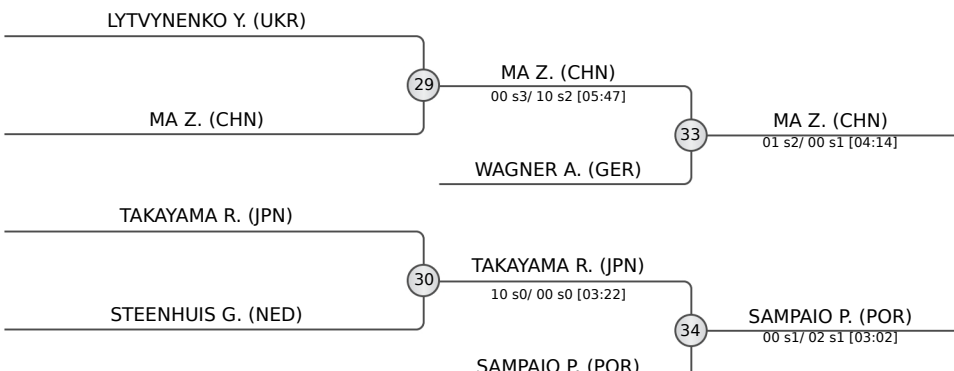 LYTVYNENKO Y. (UKR)
29
MA Z. (CHN)
00 s3/ 10 s2 [05:47]
MA Z. (CHN)
33
MA Z. (CHN)
01 s2/ 00 s1 [04:14]
WAGNER A. (GER)
TAKAYAMA R. (JPN)
30
TAKAYAMA R. (JPN)
10 s0/ 00 s0 [03:22]
STEENHUIS G. (NED)
34
SAMPAIO P. (POR)
00 s1/ 02 s1 [03:02]
SAMPAIO P. (POR)